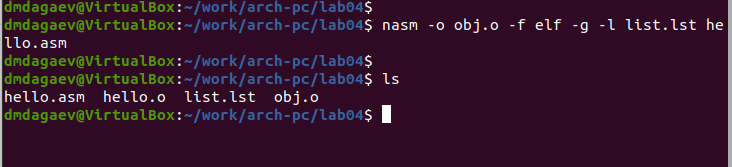 dmdagaev@VirtualBox:~/work/arch-pc/lab04$
dmdagaev@VirtualBox:~/work/arch-pc/lab04$ nasm -o obj.o -f elf -g -l list.lst he
llo.asm
dmdagaev@VirtualBox:~/work/arch-pc/lab04$
dmdagaev@VirtualBox:~/work/arch-pc/lab04$ ls
hello.asm  hello.o  list.lst  obj.o
dmdagaev@VirtualBox:~/work/arch-pc/lab04$